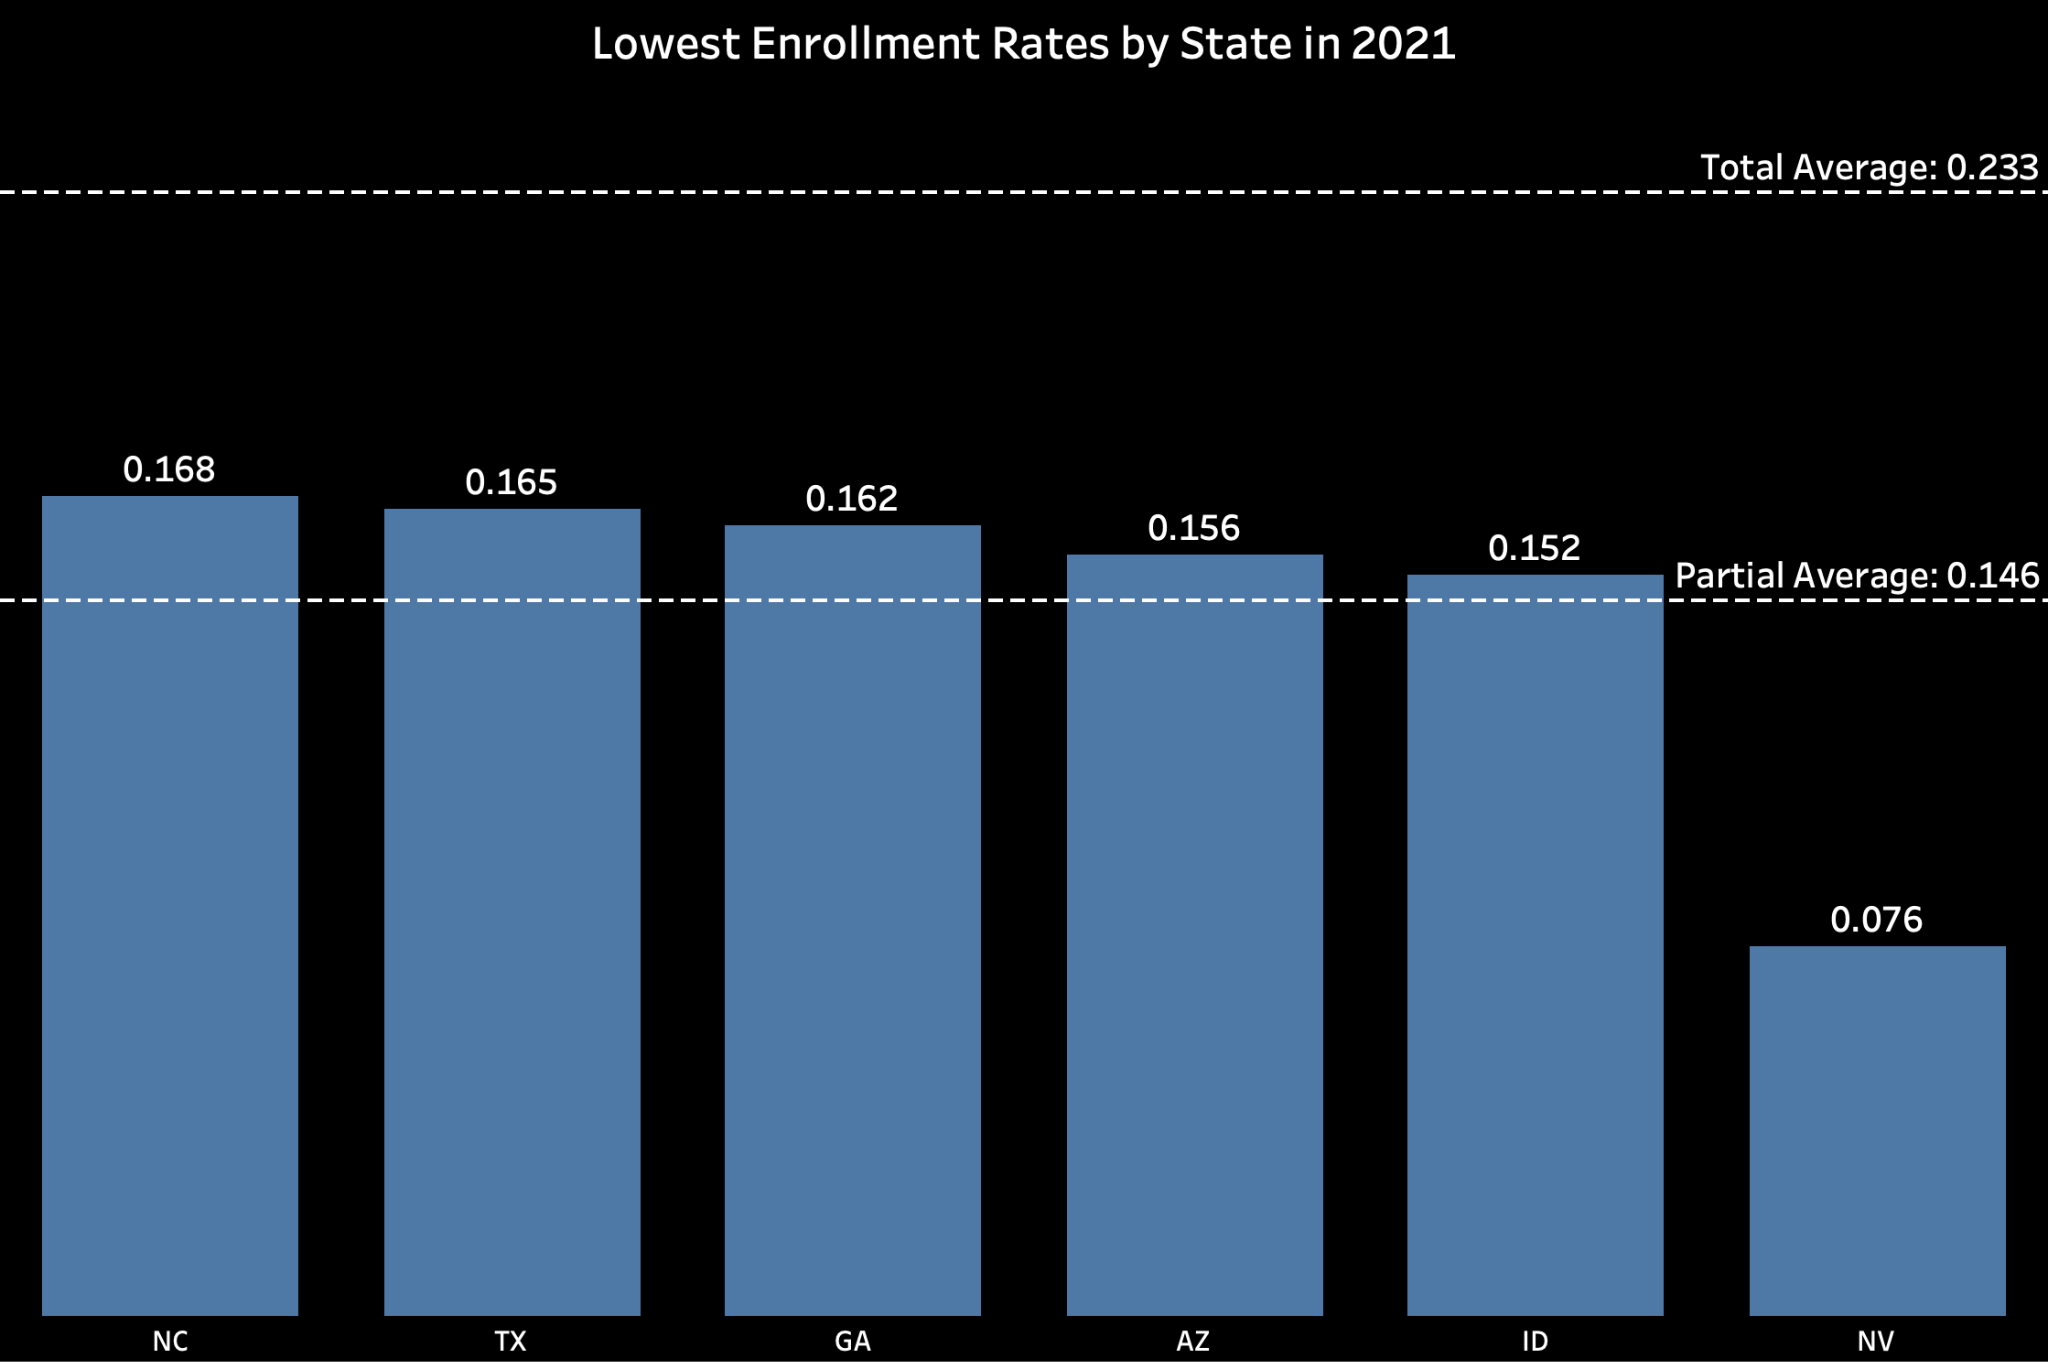 Lowest Enrollment Rates by State in 2021
Total Average: 0.233
0.168
0.165
0.162
0.156
0.152
Partial Average: 0.146
0.076
NC
TX
GA
AZ
ID
NV